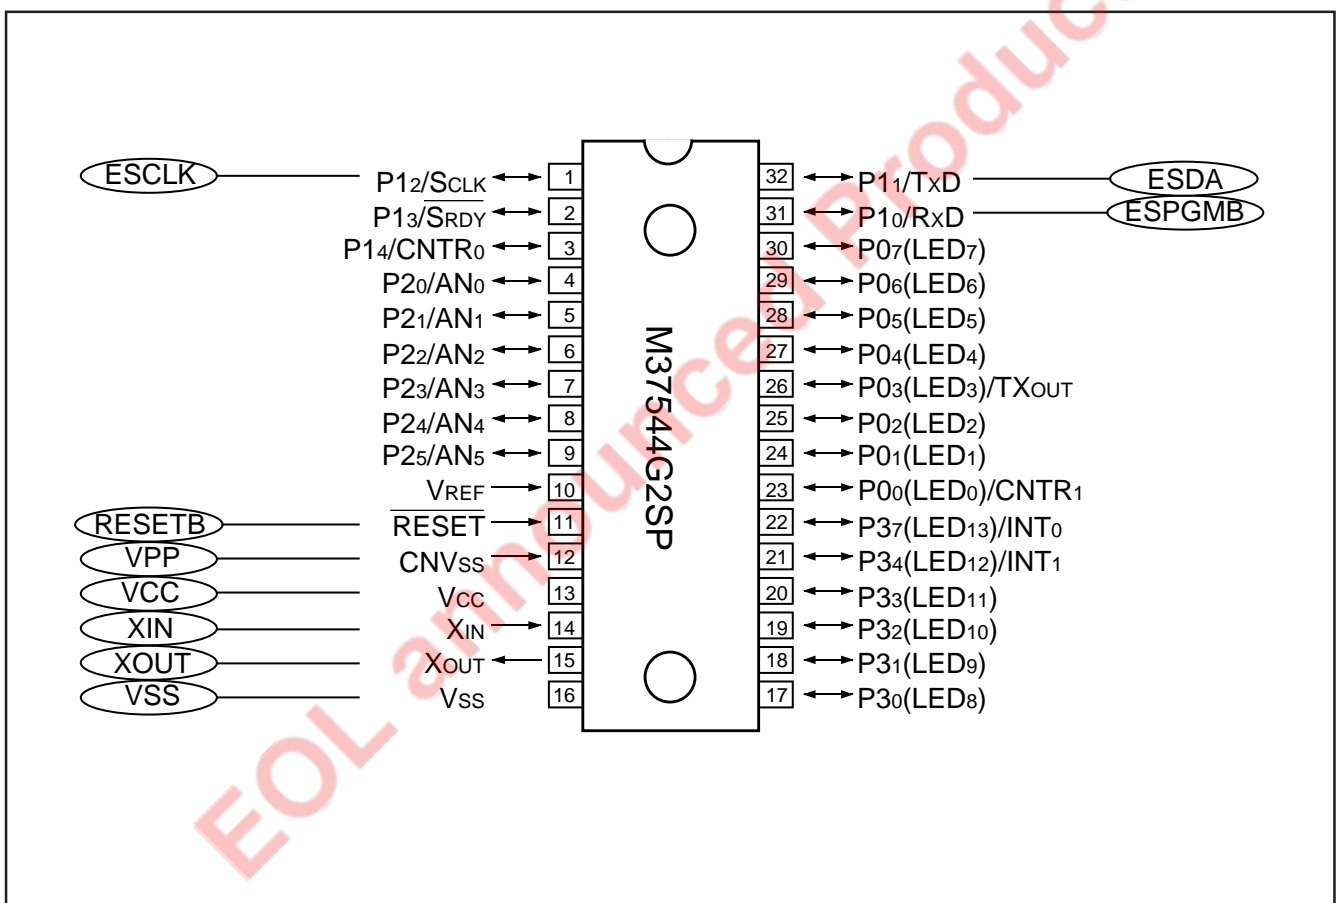 ESCLK P12/SCLK 1 32 P11/TXD ESDA
P13/SRDY 2 31 P10/RXD ESPGMB
P14/CNTR0 3 30 P07(LED7)
P20/AN0 4 29 P06(LED6)
P21/AN1 5 28 P05(LED5)
P22/AN2 6 27 P04(LED4)
P23/AN3 7 26 P03(LED3)/TXOUT
P24/AN4 8 25 P02(LED2)
P25/AN5 9 24 P01(LED1)
VREF 10 23 P00(LED0)/CNTR1
RESETB RESET 11 22 P37(LED13)/INT0
VPP CNVSS 12 21 P34(LED12)/INT1
VCC VCC 13 20 P33(LED11)
XIN XIN 14 19 P32(LED10)
XOUT XOUT 15 18 P31(LED9)
VSS VSS 16 17 P30(LED8)
M37544G2SP
EOL announced Produc